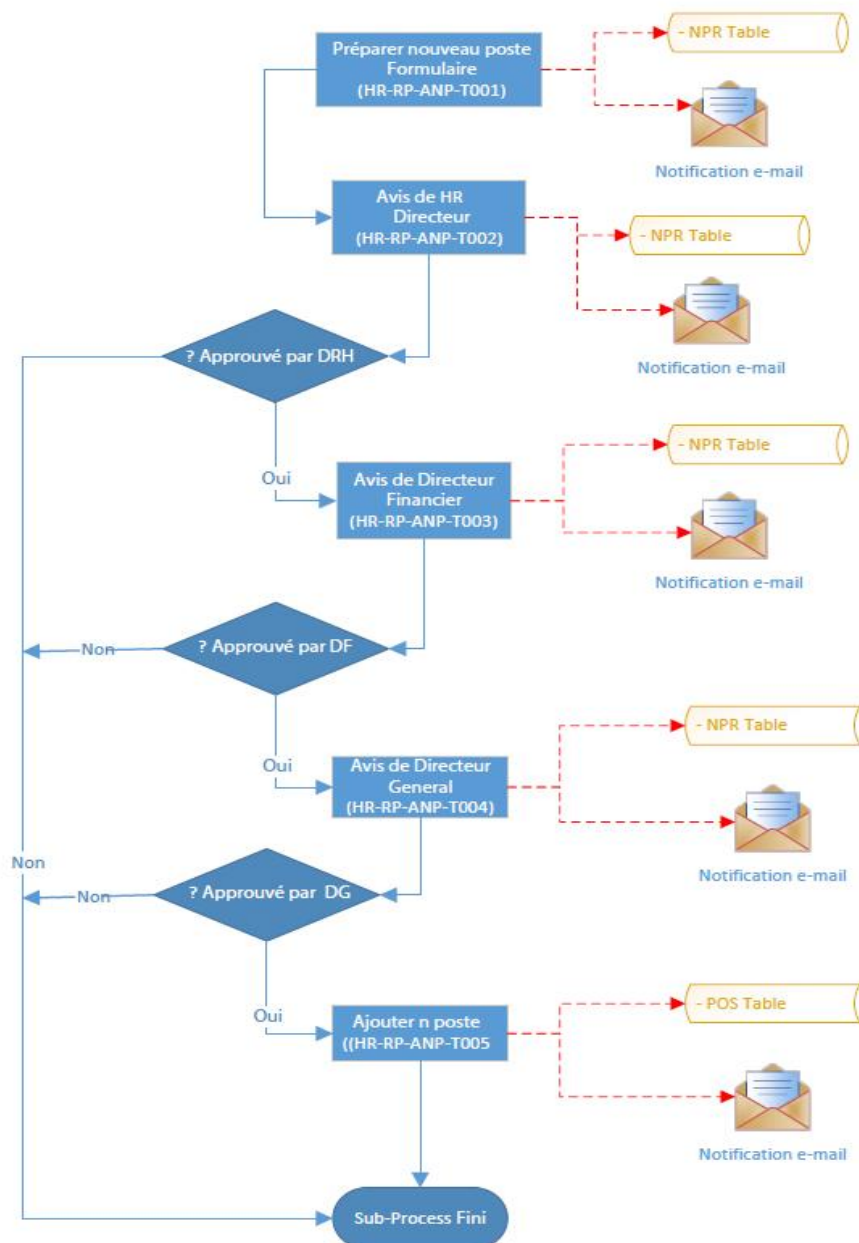 Préparer nouveau poste
Formulaire
(HR-RP-ANP-T001)
- NPR Table
Notification e-mail
Avis de HR
Directeur
(HR-RP-ANP-T002)
- NPR Table
Notification e-mail
? Approuvé par DRH
Oui
Avis de Directeur
Financier
(HR-RP-ANP-T003)
- NPR Table
Notification e-mail
? Approuvé par DF
Non
Oui
Avis de Directeur
General
(HR-RP-ANP-T004)
- NPR Table
Notification e-mail
Non
? Approuvé par DG
Non
Oui
Ajouter n poste
((HR-RP-ANP-T005
- POS Table
Notification e-mail
Sub-Process Fini